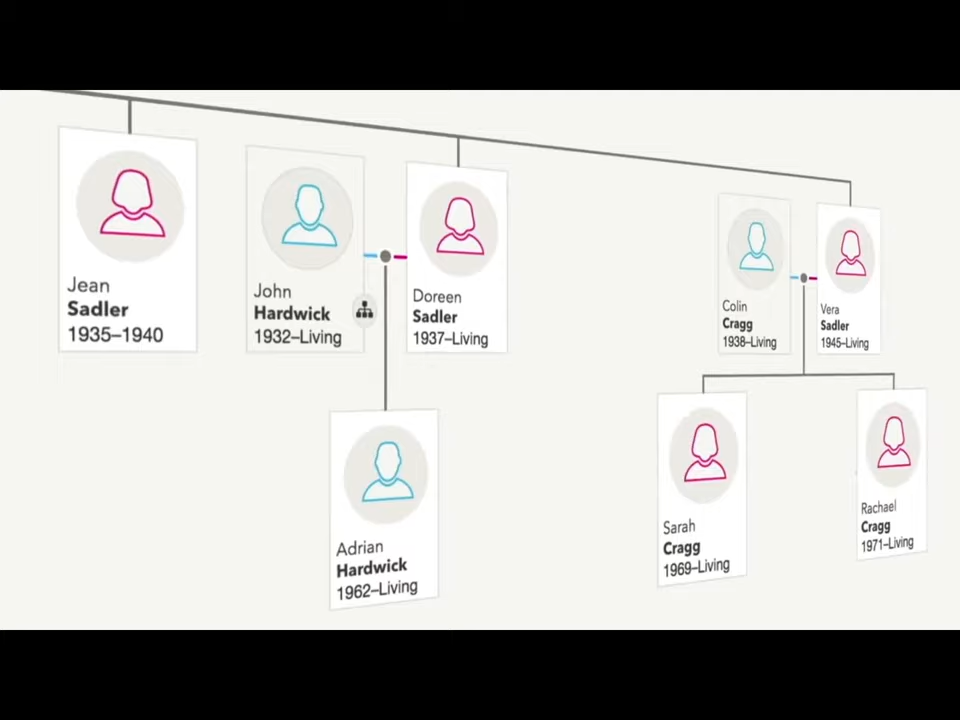 Jean
Sadler
1935–1940
John
Hardwick
1932–Living
Doreen
Sadler
1937–Living
Colin
Cragg
1938–Living
Vera
Sadler
1945–Living
Adrian
Hardwick
1962–Living
Sarah
Cragg
1969–Living
Rachael
Cragg
1971–Living